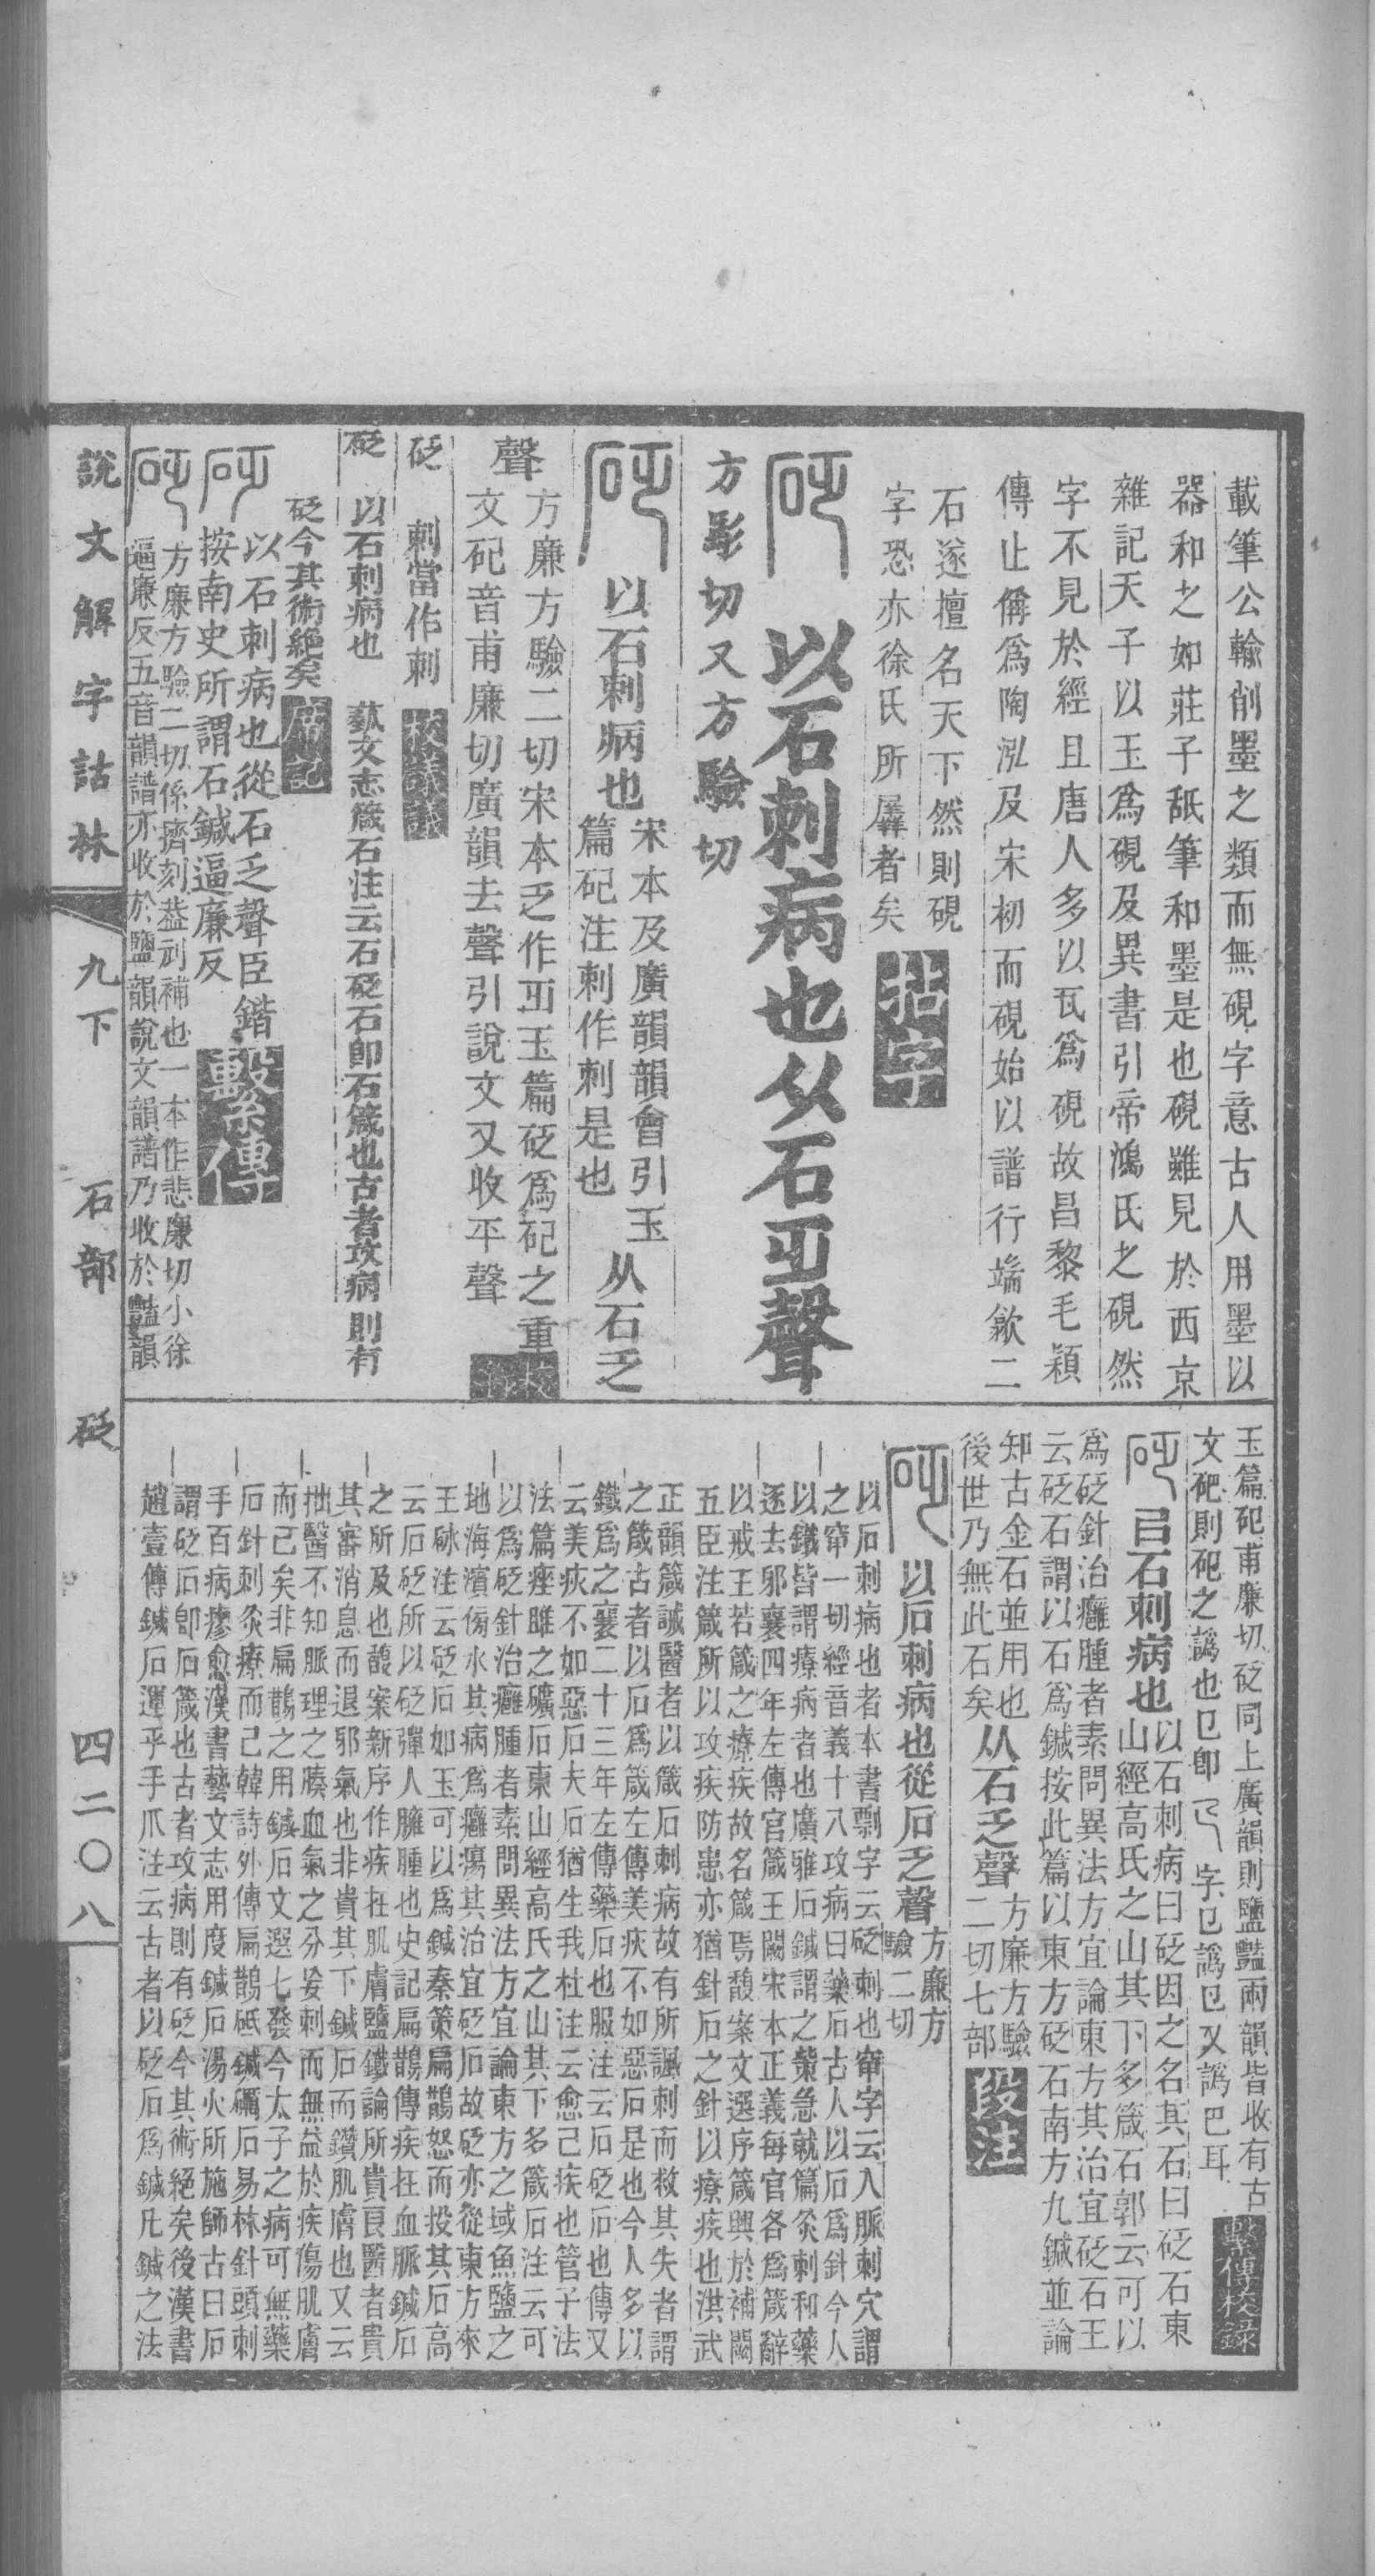 載筆公輸削墨之類而無硯字意古人用墨以
器和之如莊子舐筆和墨是也硯雖見於西京
雜記天子以玉爲硯及異書引帝鴻氏之硯然
字不見於經且唐人多以瓦爲硯故昌黎毛穎
傳止偁爲陶泓及宋初而硯始以譜行端歙二
石遂擅名天下然則硯
字恐亦徐氏所羼者矣
以石刺病也从石乏聲
方彡切又方驗切
以石刺病也
宋本及廣韻韻會引玉
篇砭注刺作刺是也
从石乏
聲
方廉方驗二切宋本乏作𠬝玉篇砭爲砭之重
文砭音甫廉切廣韻去聲引說文又收平聲
砭 刺當作刺 校議議
砭 以石刺病也 藝文志箴石注云石砭石卽石箴也古者攻病則有
砭今其術絕矣 席記
以石刺病也從石乏聲臣鍇
按南史所謂石鍼逼廉反
繫傳
方廉方驗二切係擠刻葢刓補也一本作悲廉切小徐
逼廉反五音韻譜亦收於鹽韻說文韻譜乃收於豔韻
說文解字詁林 九下 石部 砭 四二〇八
玉篇砭甫廉切砭同上廣韻則鹽豔兩韻皆收有古
文砭則砭之譌也
字
譌
又譌巴耳
繫傳校錄
㠯石刺病也
以石刺病曰砭因之名其石曰砭石東
山經高氏之山其下多箴石郭云可以
爲砭針治癰腫者素問異法方宜論東方其治宜砭石王
云砭石謂以石爲鍼按此篇以東方砭石南方九鍼並論
知古金石並用也
後世乃無此石矣
从石乏聲
方廉方驗
二切七部
段注
以石刺病也從石乏聲
方廉方
驗二切
以石刺病也者本書剽字云砭刺也窜字云入脈刺穴謂
之窜一切經音義十八攻病曰藥石古人以石爲針今人
以鐵皆謂療病者也廣雅石鍼謂之䇲急就篇灸刺和藥
逐去邪襄四年左傳官箴王闕宋本正義每官各爲箴辭
以戒王若箴之療疾故名箴焉馥案文選序箴興於補闕
五臣注箴所以攻疾防患亦猶針石之針以療疾也洪武
正韻箴誡醫者以箴石刺病故有所諷刺而救其失者謂
之箴古者以石爲箴左傳美疢不如惡石是也今人多以
鐵爲之襄二十三年左傳藥石也服注云石砭石也傳又
云美疢不如惡石夫石猶生我杜注云愈己疾也管子法
法篇痤雎之礦石東山經高氏之山其下多箴石注云可
以爲砭針治癰腫者素問異法方宜論東方之域魚鹽之
地海濱傍水其病爲癰瘍其治宜砭石故砭亦從東方來
王砅注云砭石如玉可以爲鍼秦策扁鵲怒而投其石高
云石砭所以砭彈人臃腫也史記扁鵲傳疾在血脈鍼石
之所及也馥案新序作疾在肌膚鹽鐵論所貴良醫者貴
其審消息而退邪氣也非貴其下鍼石而鑽肌膚也又云
拙醫不知脈理之腠血氣之分妄刺而無益於疾傷肌膚
而已矣非扁鵲之用鍼石文選七發今太子之病可無藥
石針刺灸療而已韓詩外傳扁鵲砥鍼礪石易林針頭刺
手百病瘳愈漢書藝文志用度鍼石湯火所施師古曰石
謂砭石卽石箴也古者攻病則有砭今其術絕矣後漢書
趙壹傳鍼石運乎手爪注云古者以砭石爲鍼凡鍼之法